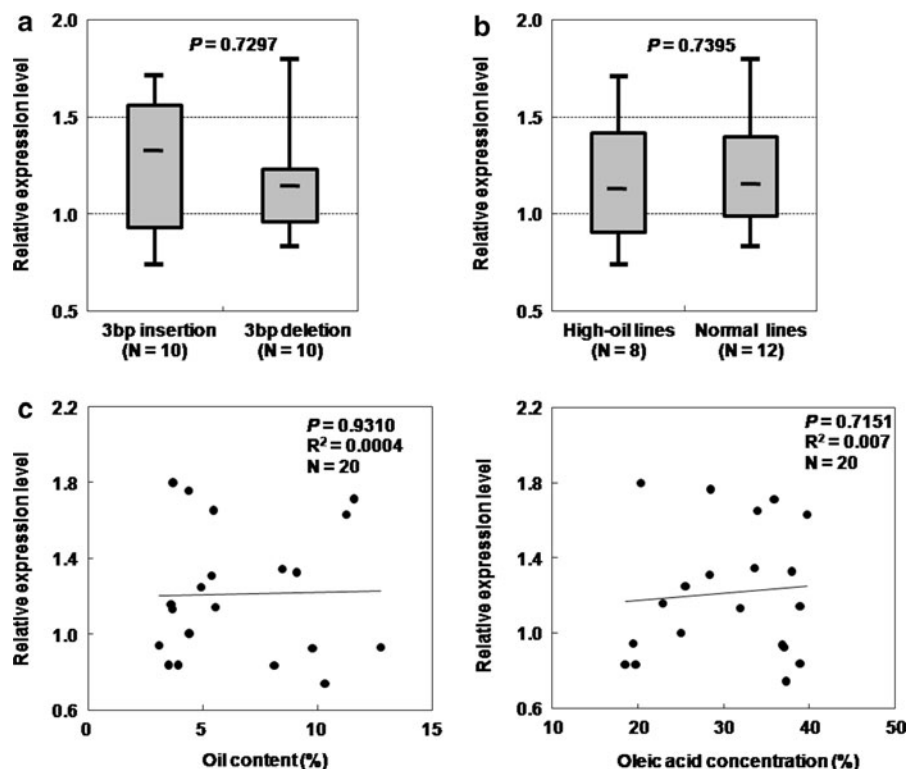 a
2.0
1.5
1.0
0.5
Relative expression level
P = 0.7297
3bp insertion
(N = 10)
3bp deletion
(N = 10)
b
2.0
1.5
1.0
0.5
Relative expression level
P = 0.7395
High-oil lines
(N = 8)
Normal lines
(N = 12)
c
2.2
1.8
1.4
1.0
0.6
Relative expression level
P = 0.9310
R² = 0.0004
N = 20
0 5 10 15
Oil content (%)
2.2
1.8
1.4
1.0
0.6
Relative expression level
P = 0.7151
R² = 0.007
N = 20
10 20 30 40 50
Oleic acid concentration (%)